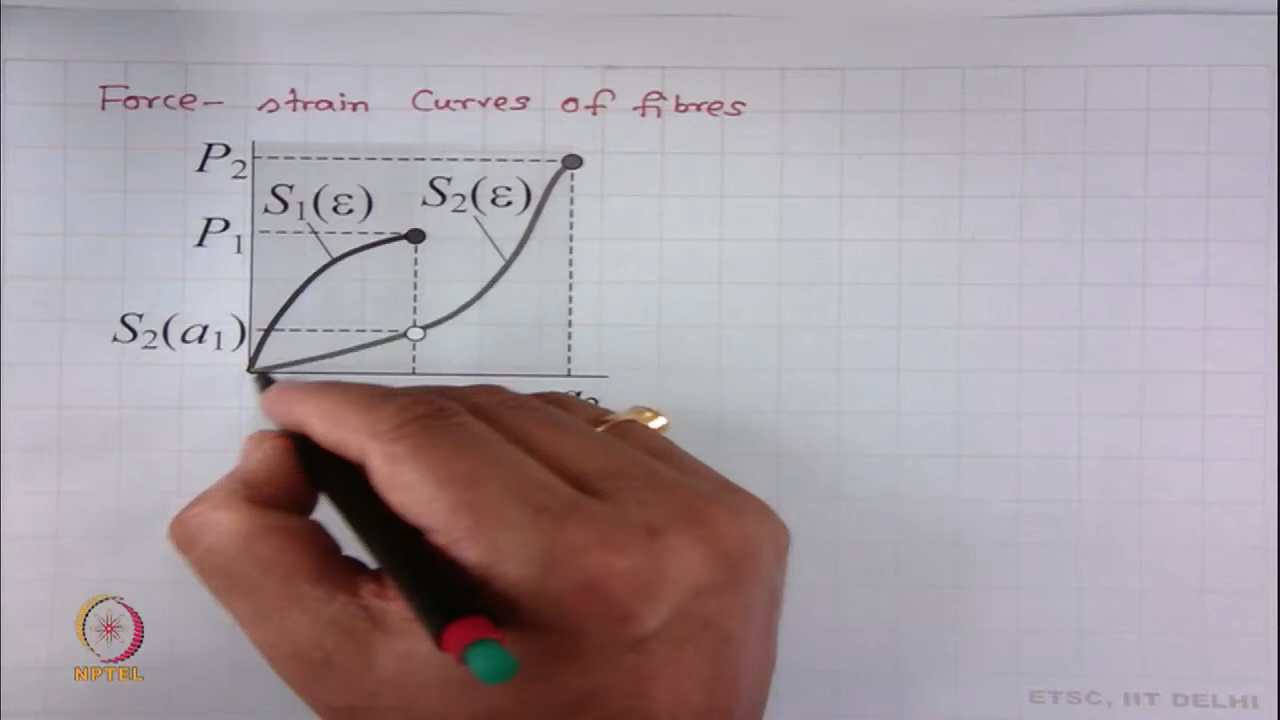 Force- strain Curves of fibres
P₂
S₁(ε) S₂(ε)
P₁
S₂(a₁)
NPTEL
ETSC, IIT DELHI